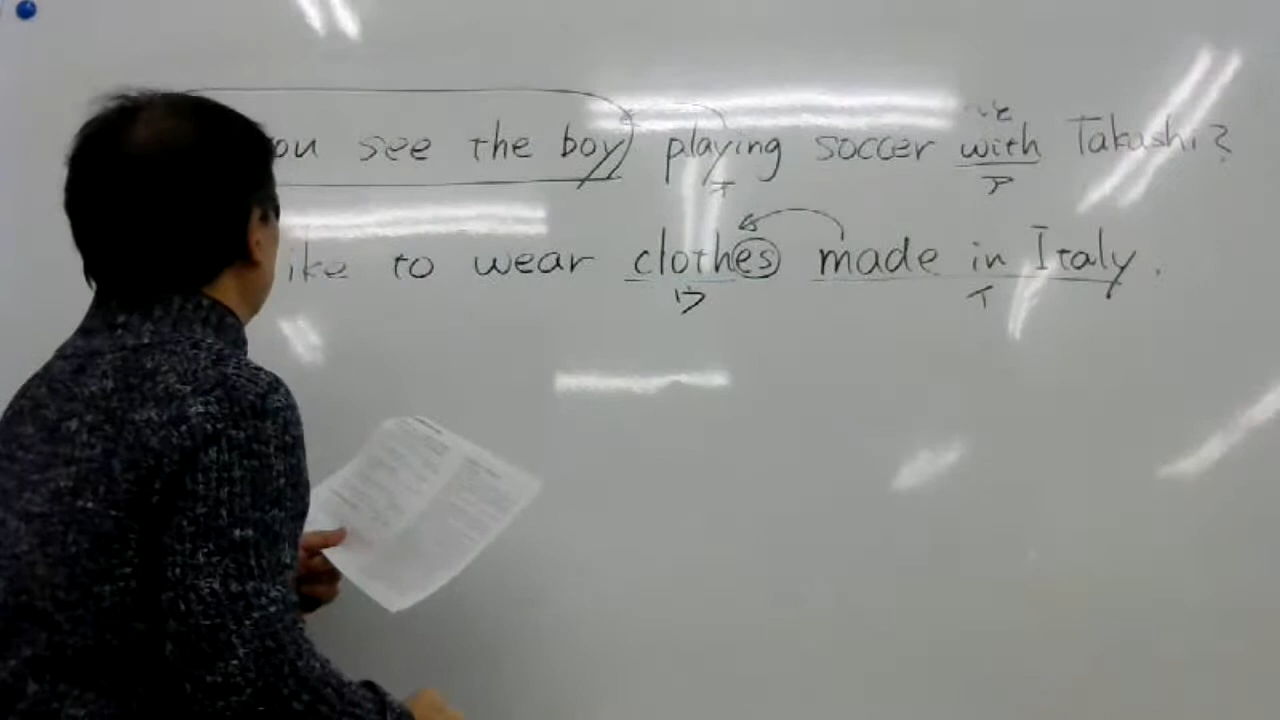 ou see the boy playing soccer with Takashi?
ike to wear clothes made in Italy.